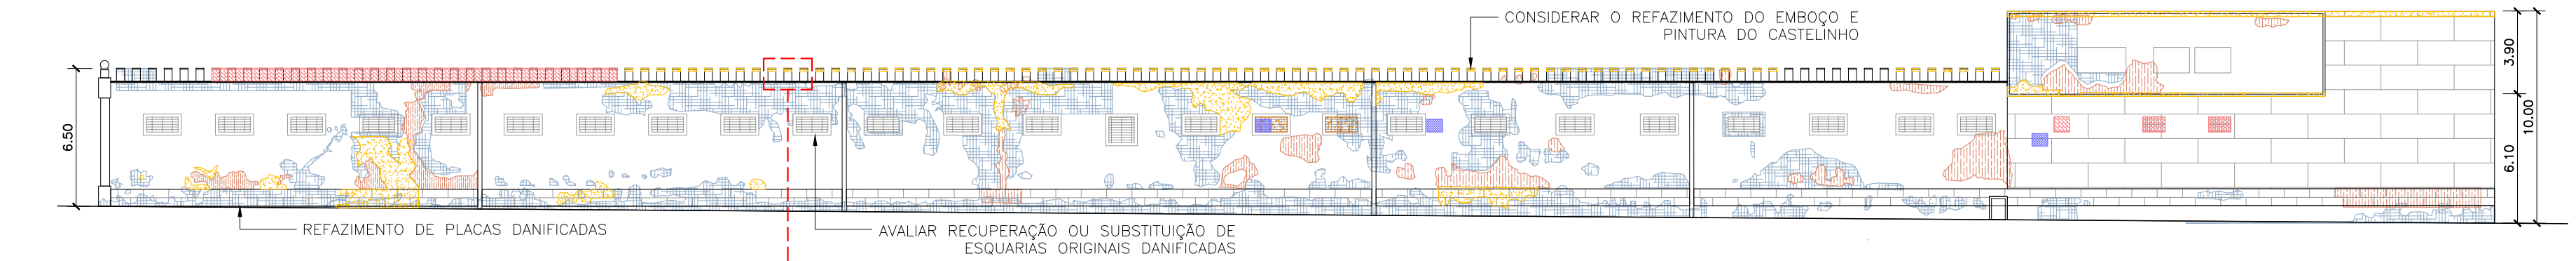 CONSIDERAR O REFAZIMENTO DO EMBOÇO E
PINTURA DO CASTELINHO
6.50
3.90
10.00
6.10
REFAZIMENTO DE PLACAS DANIFICADAS
AVALIAR RECUPERAÇÃO OU SUBSTITUIÇÃO DE
ESQUARIAS ORIGINAIS DANIFICADAS